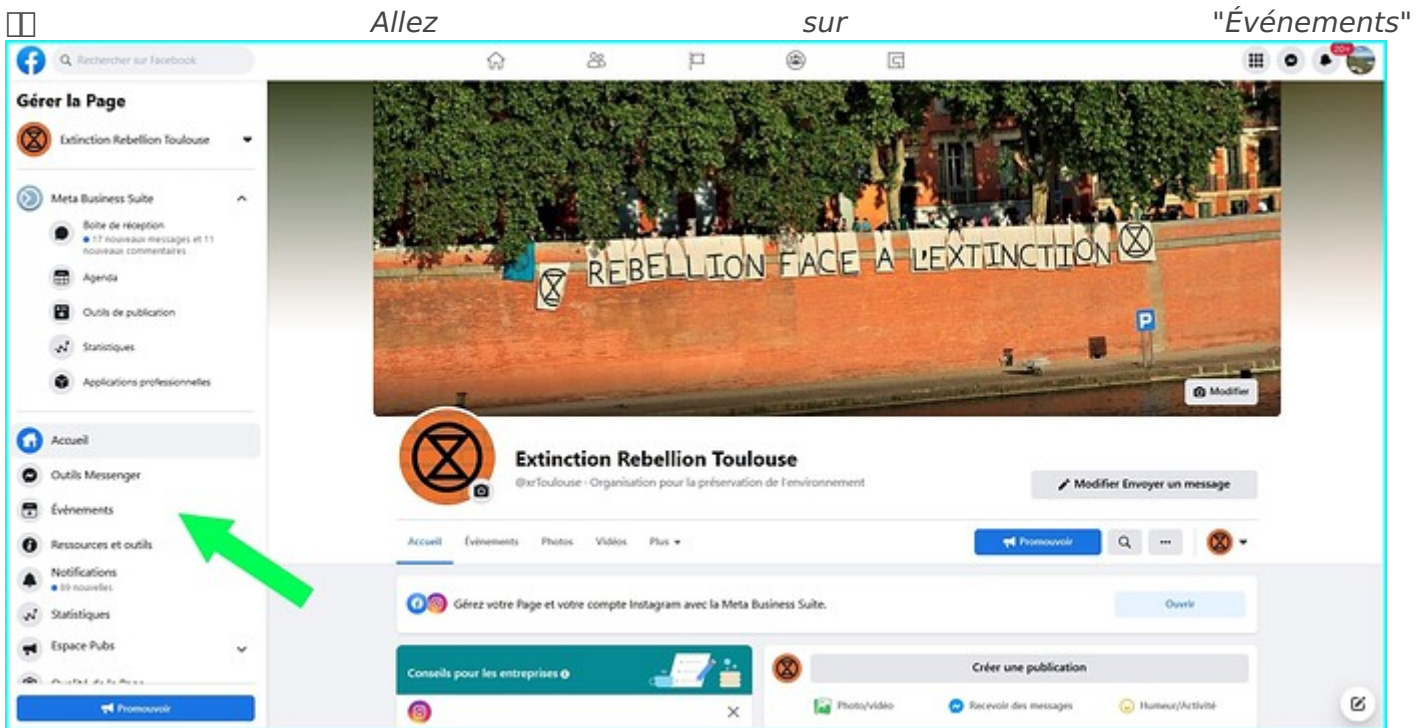 Allez sur "Événements"
Rechercher sur Facebook
20+
Gérer la Page
Extinction Rebellion Toulouse
Meta Business Suite
Boîte de réception
17 nouveaux messages et 11
nouveaux commentaires
Agenda
Outils de publication
Statistiques
Applications professionnelles
Accueil
Outils Messenger
Événements
Ressources et outils
Notifications
89 nouvelles
Statistiques
Espace Pubs
Qualité de la Page
Promouvoir
REBELLION FACE A L'EXTINCTION
P
Modifier
Extinction Rebellion Toulouse
@xrToulouse · Organisation pour la préservation de l'environnement
Modifier Envoyer un message
Accueil Événements Photos Vidéos Plus
Promouvoir
Gérez votre Page et votre compte Instagram avec la Meta Business Suite.
Ouvrir
Conseils pour les entreprises
Créer une publication
Photo/vidéo Recevoir des messages Humeur/Activité